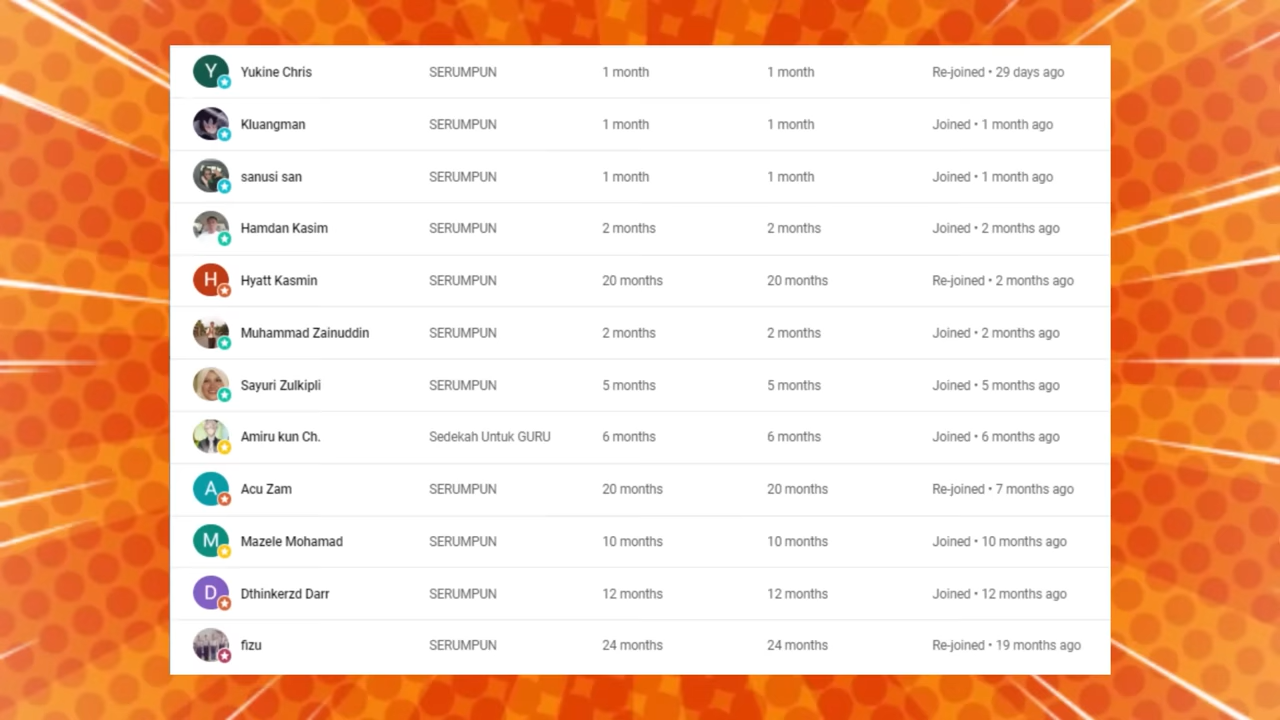 Y Yukine Chris SERUMPUN 1 month 1 month Re-joined • 29 days ago
Kluangman SERUMPUN 1 month 1 month Joined • 1 month ago
sanusi san SERUMPUN 1 month 1 month Joined • 1 month ago
Hamdan Kasim SERUMPUN 2 months 2 months Joined • 2 months ago
H Hyatt Kasmin SERUMPUN 20 months 20 months Re-joined • 2 months ago
Muhammad Zainuddin SERUMPUN 2 months 2 months Joined • 2 months ago
Sayuri Zulkipli SERUMPUN 5 months 5 months Joined • 5 months ago
Amiru kun Ch. Sedekah Untuk GURU 6 months 6 months Joined • 6 months ago
A Acu Zam SERUMPUN 20 months 20 months Re-joined • 7 months ago
M Mazele Mohamad SERUMPUN 10 months 10 months Joined • 10 months ago
D Dthinkerzd Darr SERUMPUN 12 months 12 months Joined • 12 months ago
fizu SERUMPUN 24 months 24 months Re-joined • 19 months ago